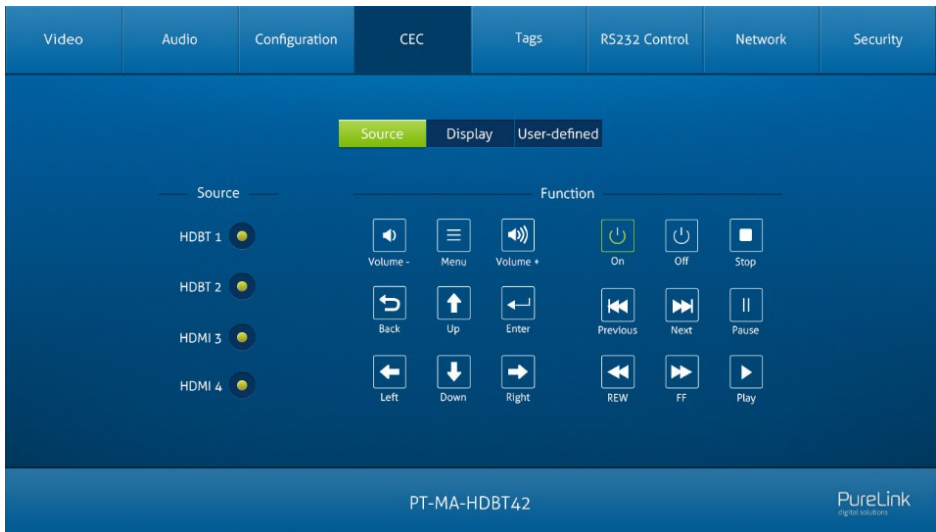 Video Audio Configuration CEC Tags RS232 Control Network Security
Source Display User-defined
Source
Function
HDBT 1
HDBT 2
HDMI 3
HDMI 4
Volume - Menu Volume + On Off Stop
Back Up Enter Previous Next Pause
Left Down Right REW FF Play
PT-MA-HDBT42
PureLink
digital solutions